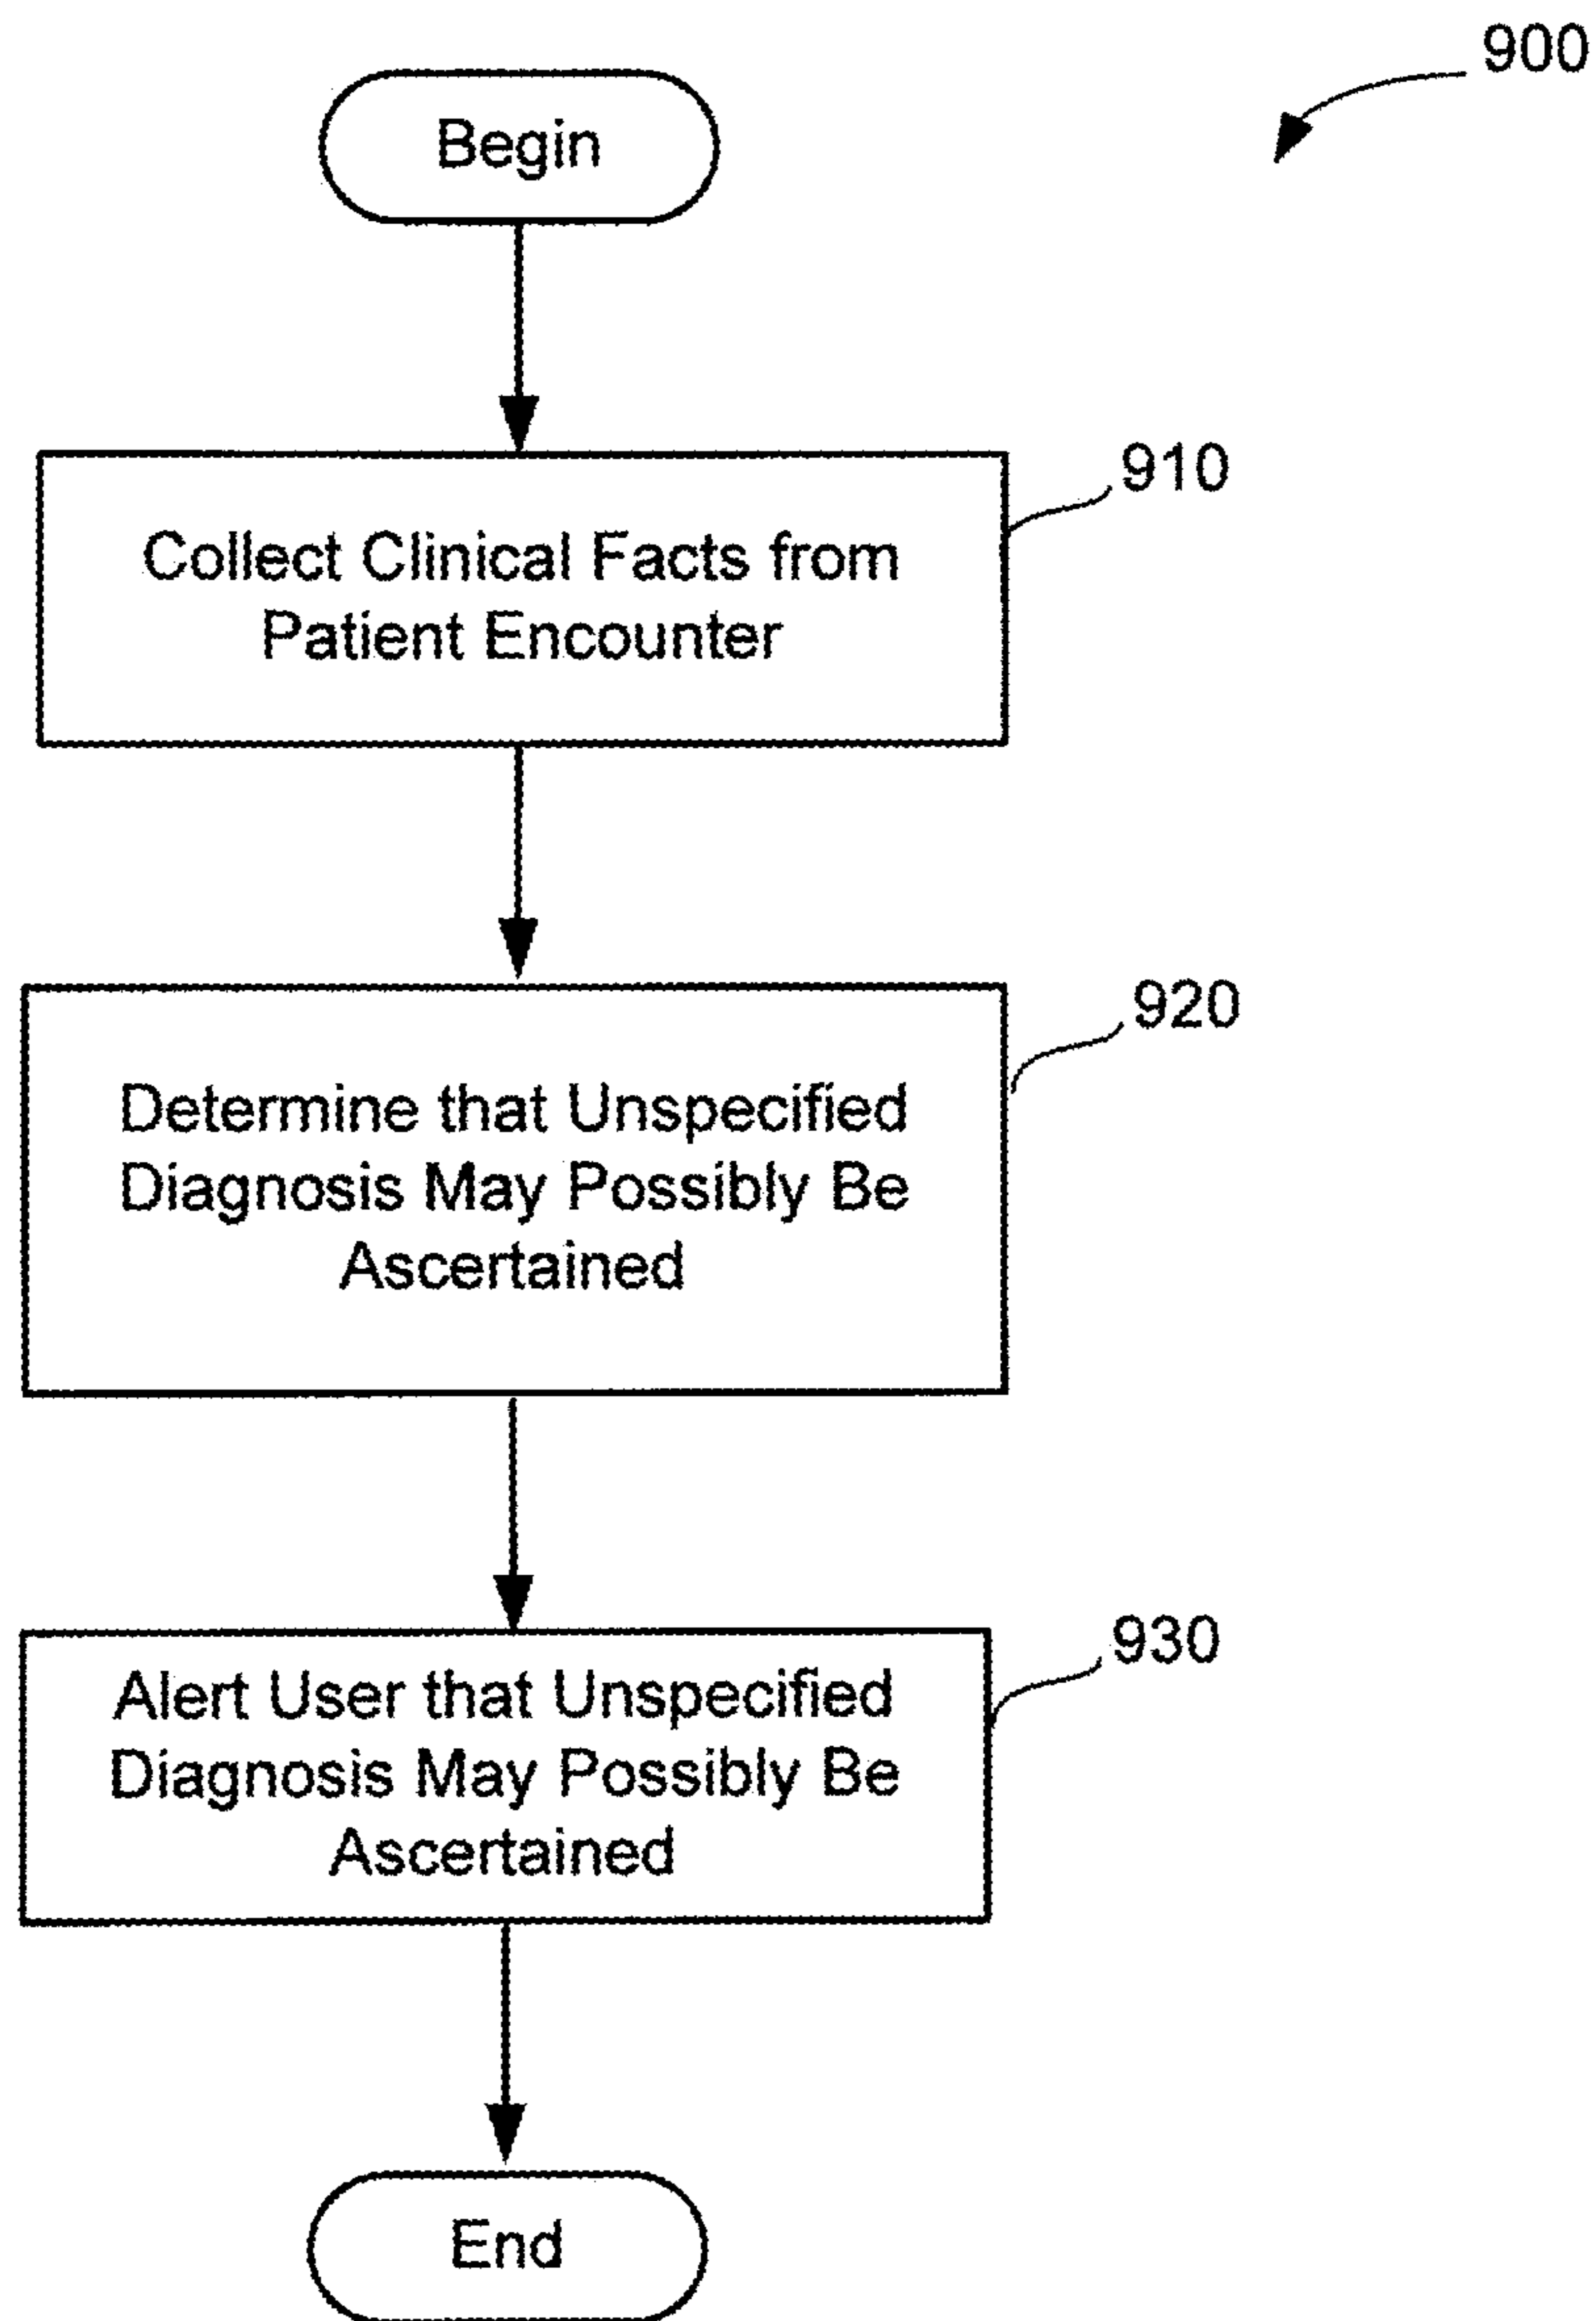 900
Begin
910
Collect Clinical Facts from
Patient Encounter
920
Determine that Unspecified
Diagnosis May Possibly Be
Ascertained
930
Alert User that Unspecified
Diagnosis May Possibly Be
Ascertained
End